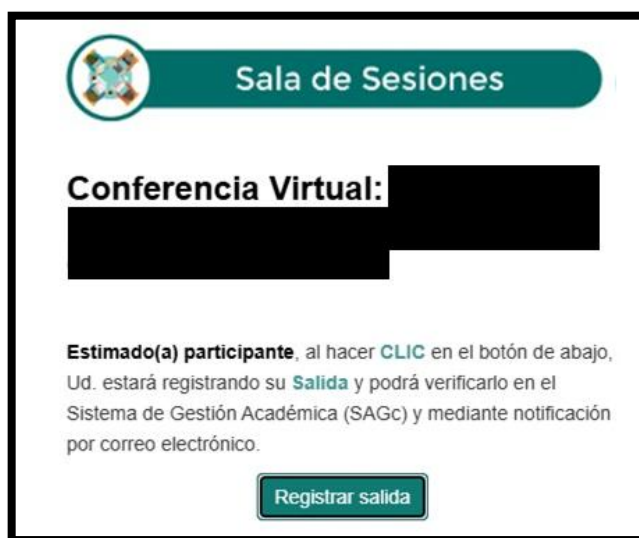 Sala de Sesiones
Conferencia Virtual:
Estimado(a) participante, al hacer CLIC en el botón de abajo,
Ud. estará registrando su Salida y podrá verificarlo en el
Sistema de Gestión Académica (SAGc) y mediante notificación
por correo electrónico.
Registrar salida